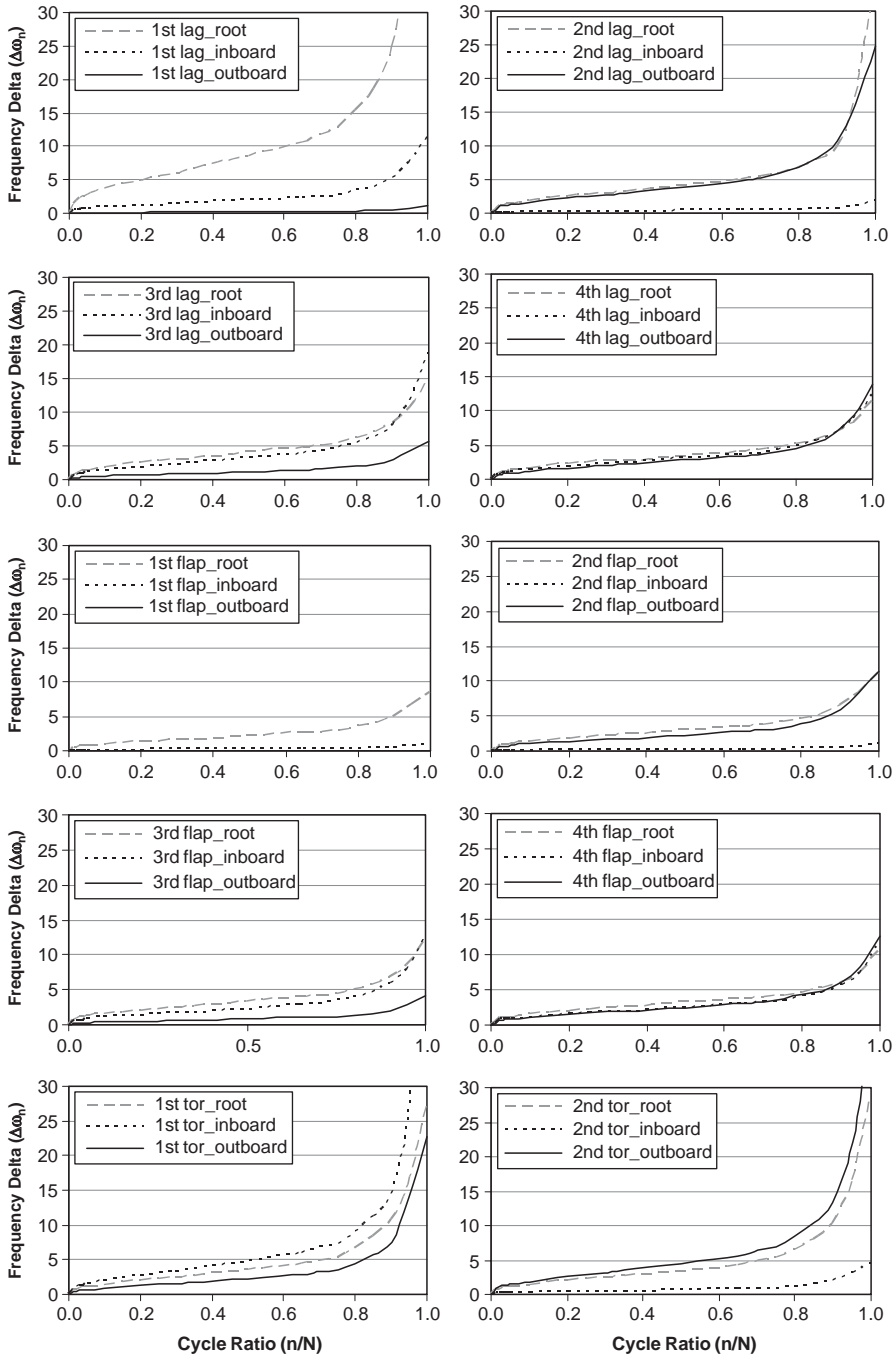 Frequency Delta (Δωn)
30
25
20
15
10
5
0
1st lag_root
1st lag_inboard
1st lag_outboard
0.0 0.2 0.4 0.6 0.8 1.0
30
25
20
15
10
5
0
2nd lag_root
2nd lag_inboard
2nd lag_outboard
0.0 0.2 0.4 0.6 0.8 1.0
Frequency Delta (Δωn)
30
25
20
15
10
5
0
3rd lag_root
3rd lag_inboard
3rd lag_outboard
0.0 0.2 0.4 0.6 0.8 1.0
30
25
20
15
10
5
0
4th lag_root
4th lag_inboard
4th lag_outboard
0.0 0.2 0.4 0.6 0.8 1.0
Frequency Delta (Δωn)
30
25
20
15
10
5
0
1st flap_root
1st flap_inboard
1st flap_outboard
0.0 0.2 0.4 0.6 0.8 1.0
30
25
20
15
10
5
0
2nd flap_root
2nd flap_inboard
2nd flap_outboard
0.0 0.2 0.4 0.6 0.8 1.0
Frequency Delta (Δωn)
30
25
20
15
10
5
0
3rd flap_root
3rd flap_inboard
3rd flap_outboard
0.0 0.5 1.0
30
25
20
15
10
5
0
4th flap_root
4th flap_inboard
4th flap_outboard
0.0 0.2 0.4 0.6 0.8 1.0
Frequency Delta (Δωn)
30
25
20
15
10
5
0
1st tor_root
1st tor_inboard
1st tor_outboard
0.0 0.2 0.4 0.6 0.8 1.0
Cycle Ratio (n/N)
30
25
20
15
10
5
0
2nd tor_root
2nd tor_inboard
2nd tor_outboard
0.0 0.2 0.4 0.6 0.8 1.0
Cycle Ratio (n/N)